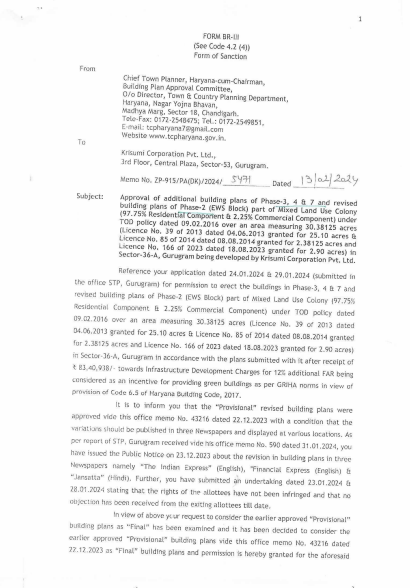 1
FORM BR-III
(See Code 4.2 (4))
Form of Sanction
From
Chief Town Planner, Haryana-cum-Chairman,
Building Plan Approval Committee,
O/o Director, Town & Country Planning Department,
Haryana, Nagar Yojna Bhavan,
Madhya Marg, Sector 18, Chandigarh.
Tele-Fax: 0172-2548475; Tel.: 0172-2549851.
E-mail: tcpharyana7@gmail.com
Website www.tcpharyana.gov.in.
To
Krisumi Corporation Pvt. Ltd.,
3rd Floor, Central Plaza, Sector-53, Gurugram.
Memo No. ZP-915/PA(DK)/2024/ 5471 Dated 13/02/2024
Subject: Approval of additional building plans of Phase-3, 4 & 7 and revised
building plans of Phase-2 (EWS Block) part of Mixed Land Use Colony
(97.75% Residential Component & 2.25% Commercial Component) under
TOD policy dated 09.02.2016 over an area measuring 30.38125 acres
(Licence No. 39 of 2013 dated 04.06.2013 granted for 25.10 acres &
Licence No. 85 of 2014 dated 08.08.2014 granted for 2.38125 acres and
Licence No. 166 of 2023 dated 18.08.2023 granted for 2.90 acres) in
Sector-36-A, Gurugram being developed by Krisumi Corporation Pvt. Ltd.
Reference your application dated 24.01.2024 & 29.01.2024 (submitted in
the office STP, Gurugram) for permission to erect the buildings in Phase-3, 4 & 7 and
revised building plans of Phase-2 (EWS Block) part of Mixed Land Use Colony (97.75%
Residential Component & 2.25% Commercial Component) under TOD policy dated
09.02.2016 over an area measuring 30.38125 acres (Licence No. 39 of 2013 dated
04.06.2013 granted for 25.10 acres & Licence No. 85 of 2014 dated 08.08.2014 granted
for 2.38125 acres and Licence No. 166 of 2023 dated 18.08.2023 granted for 2.90 acres)
in Sector-36-A, Gurugram in accordance with the plans submitted with it after receipt of
₹ 83,40,938/- towards Infrastructure Development Charges for 12% additional FAR being
considered as an incentive for providing green buildings as per GRIHA norms in view of
provision of Code 6.5 of Haryana Building Code, 2017.
It is to inform you that the "Provisional" revised building plans were
approved vide this office memo No. 43216 dated 22.12.2023 with a condition that the
variations should be published in three Newspapers and displayed at various locations. As
per report of STP, Gurugram received vide his office memo No. 590 dated 31.01.2024, you
have issued the Public Notice on 23.12.2023 about the revision in building plans in three
Newspapers namely "The Indian Express" (English), "Financial Express (English) &
"Jansatta" (Hindi). Further, you have submitted an undertaking dated 23.01.2024 &
28.01.2024 stating that the rights of the allottees have not been infringed and that no
objection has been received from the exiting allottees till date.
In view of above your request to consider the earlier approved "Provisional"
building plans as "Final" has been examined and it has been decided to consider the
earlier approved "Provisional" building plans vide this office memo No. 43216 dated
22.12.2023 as "Final" building plans and permission is hereby granted for the aforesaid